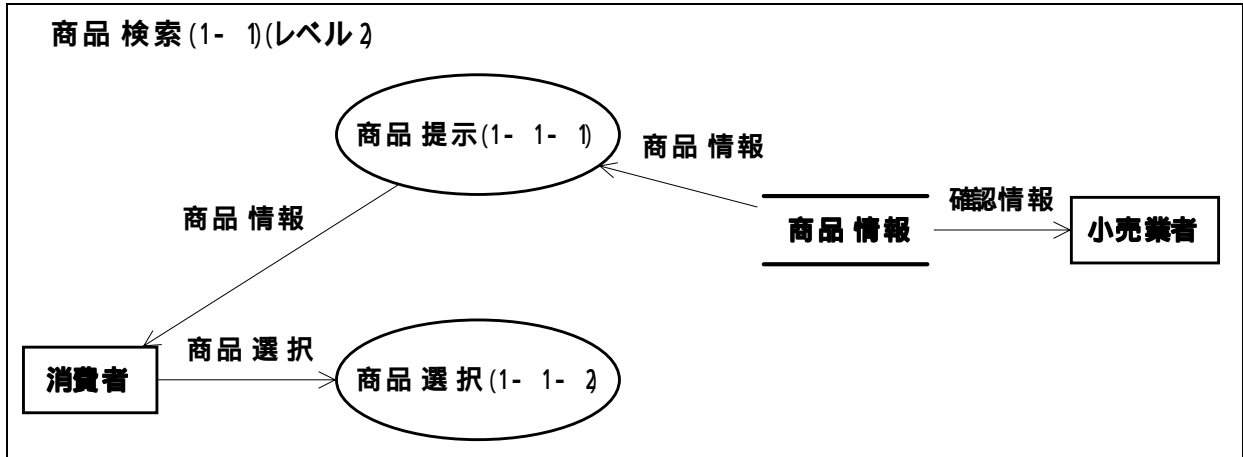 商品検索(1-1)(レベル2)
商品提示(1-1-1)
商品情報
確認情報
商品情報
商品情報
小売業者
商品選択
消費者
商品選択(1-1-2)